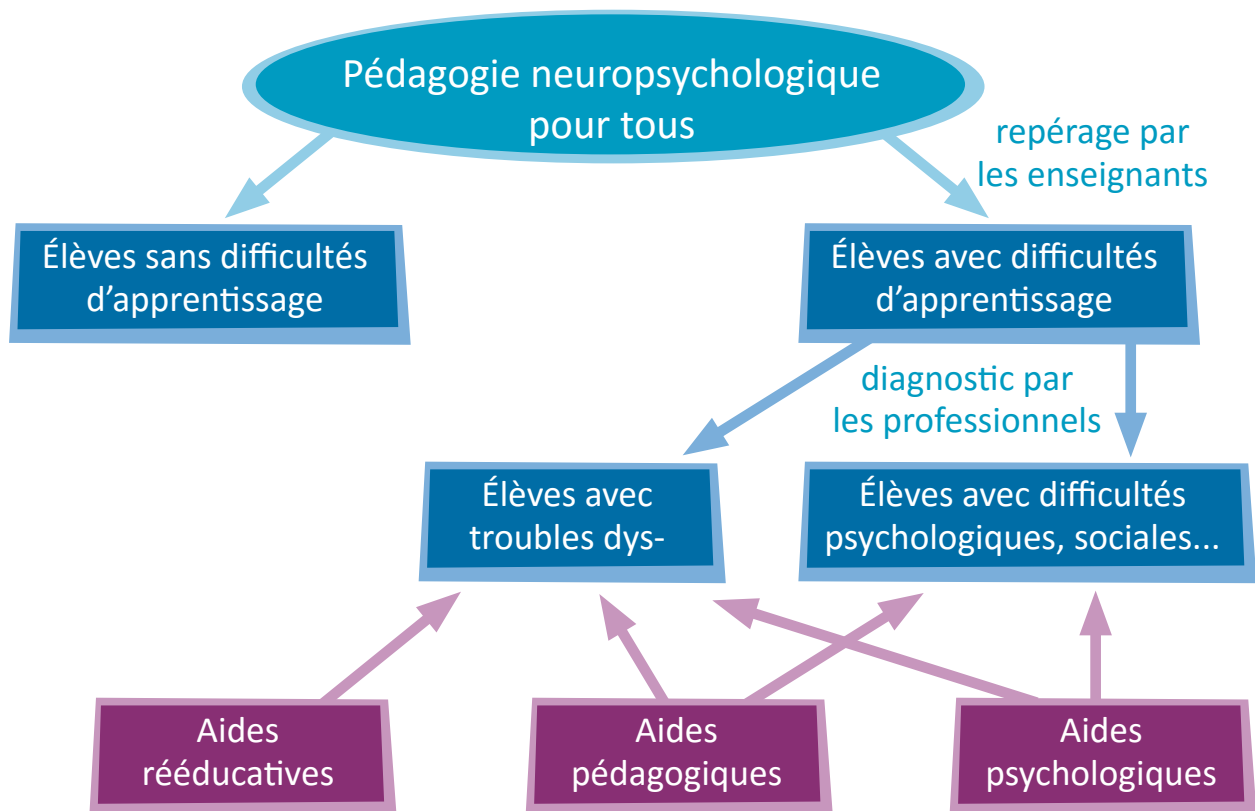 Pédagogie neuropsychologique
pour tous
repérage par
les enseignants
Élèves sans difficultés
d’apprentissage
Élèves avec difficultés
d’apprentissage
diagnostic par
les professionnels
Élèves avec
troubles dys-
Élèves avec difficultés
psychologiques, sociales...
Aides
rééducatives
Aides
pédagogiques
Aides
psychologiques